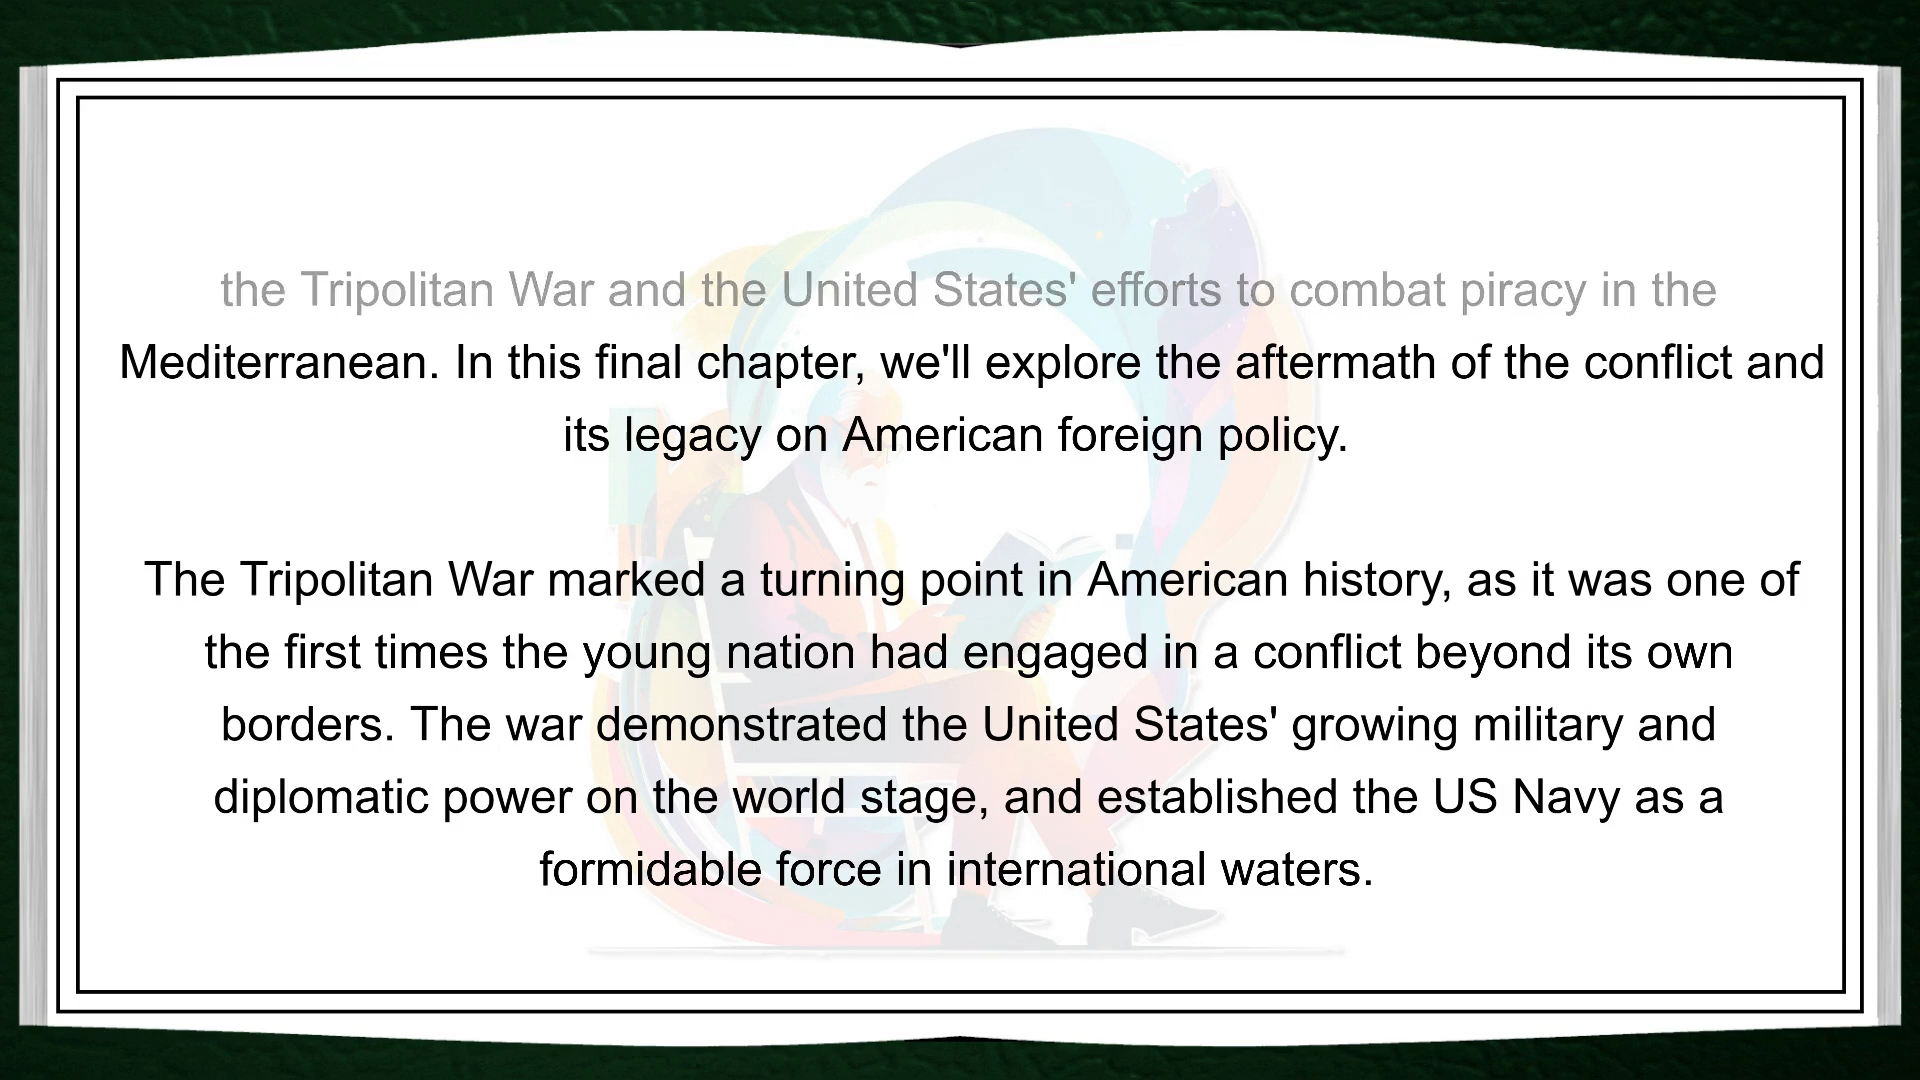 the Tripolitan War and the United States' efforts to combat piracy in the
Mediterranean. In this final chapter, we'll explore the aftermath of the conflict and
its legacy on American foreign policy.
The Tripolitan War marked a turning point in American history, as it was one of
the first times the young nation had engaged in a conflict beyond its own
borders. The war demonstrated the United States' growing military and
diplomatic power on the world stage, and established the US Navy as a
formidable force in international waters.